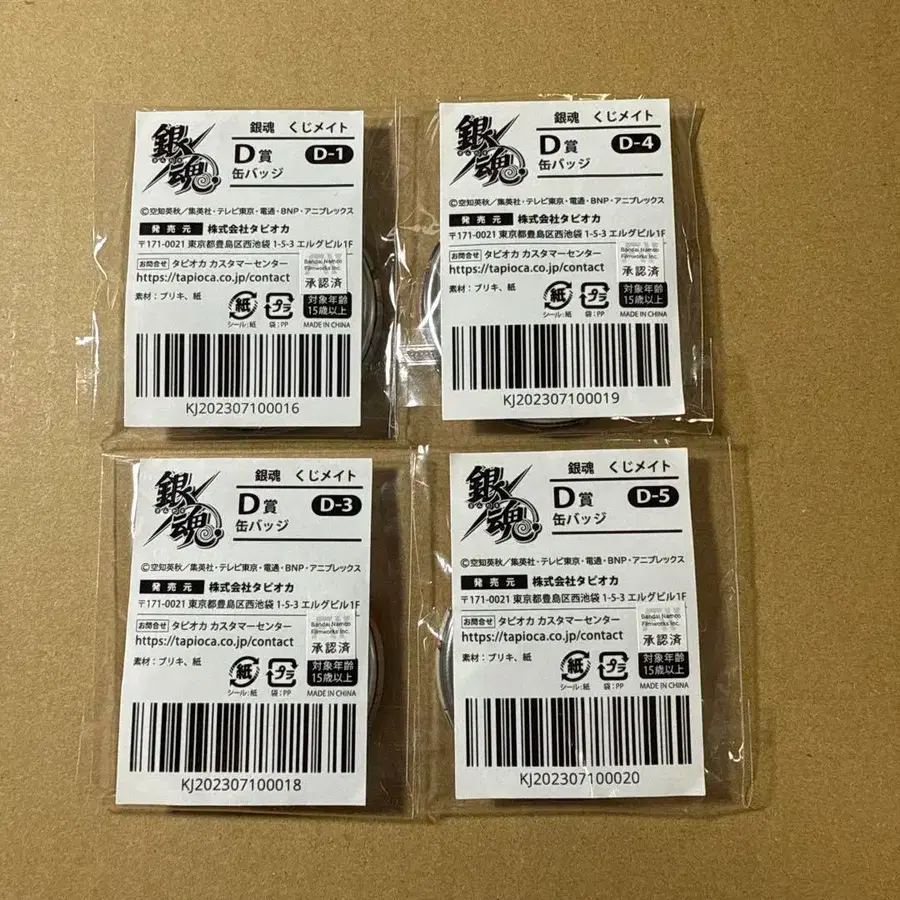 銀魂
銀魂 くじメイト
D賞 D-1
缶バッジ
©空知英秋／集英社・テレビ東京・電通・BNP・アニプレックス
発売元 株式会社タピオカ
〒171-0021 東京都豊島区西池袋 1-5-3 エルグビル1F
お問合せ タピオカ カスタマーセンター
https://tapioca.co.jp/contact
Bandai Namco
Filmworks Inc.
承認済
素材：ブリキ、紙
紙 プラ 対象年齢
15歳以上
シール：紙 袋：PP MADE IN CHINA
KJ202307100016
銀魂
銀魂 くじメイト
D賞 D-4
缶バッジ
©空知英秋／集英社・テレビ東京・電通・BNP・アニプレックス
発売元 株式会社タピオカ
〒171-0021 東京都豊島区西池袋 1-5-3 エルグビル1F
お問合せ タピオカ カスタマーセンター
https://tapioca.co.jp/contact
Bandai Namco
Filmworks Inc.
承認済
素材：ブリキ、紙
紙 プラ 対象年齢
15歳以上
シール：紙 袋：PP MADE IN CHINA
KJ202307100019
銀魂
銀魂 くじメイト
D賞 D-3
缶バッジ
©空知英秋／集英社・テレビ東京・電通・BNP・アニプレックス
発売元 株式会社タピオカ
〒171-0021 東京都豊島区西池袋 1-5-3 エルグビル1F
お問合せ タピオカ カスタマーセンター
https://tapioca.co.jp/contact
Bandai Namco
Filmworks Inc.
承認済
素材：ブリキ、紙
紙 プラ 対象年齢
15歳以上
シール：紙 袋：PP MADE IN CHINA
KJ202307100018
銀魂
銀魂 くじメイト
D賞 D-5
缶バッジ
©空知英秋／集英社・テレビ東京・電通・BNP・アニプレックス
発売元 株式会社タピオカ
〒171-0021 東京都豊島区西池袋 1-5-3 エルグビル1F
お問合せ タピオカ カスタマーセンター
https://tapioca.co.jp/contact
Bandai Namco
Filmworks Inc.
承認済
素材：ブリキ、紙
紙 プラ 対象年齢
15歳以上
シール：紙 袋：PP MADE IN CHINA
KJ202307100020